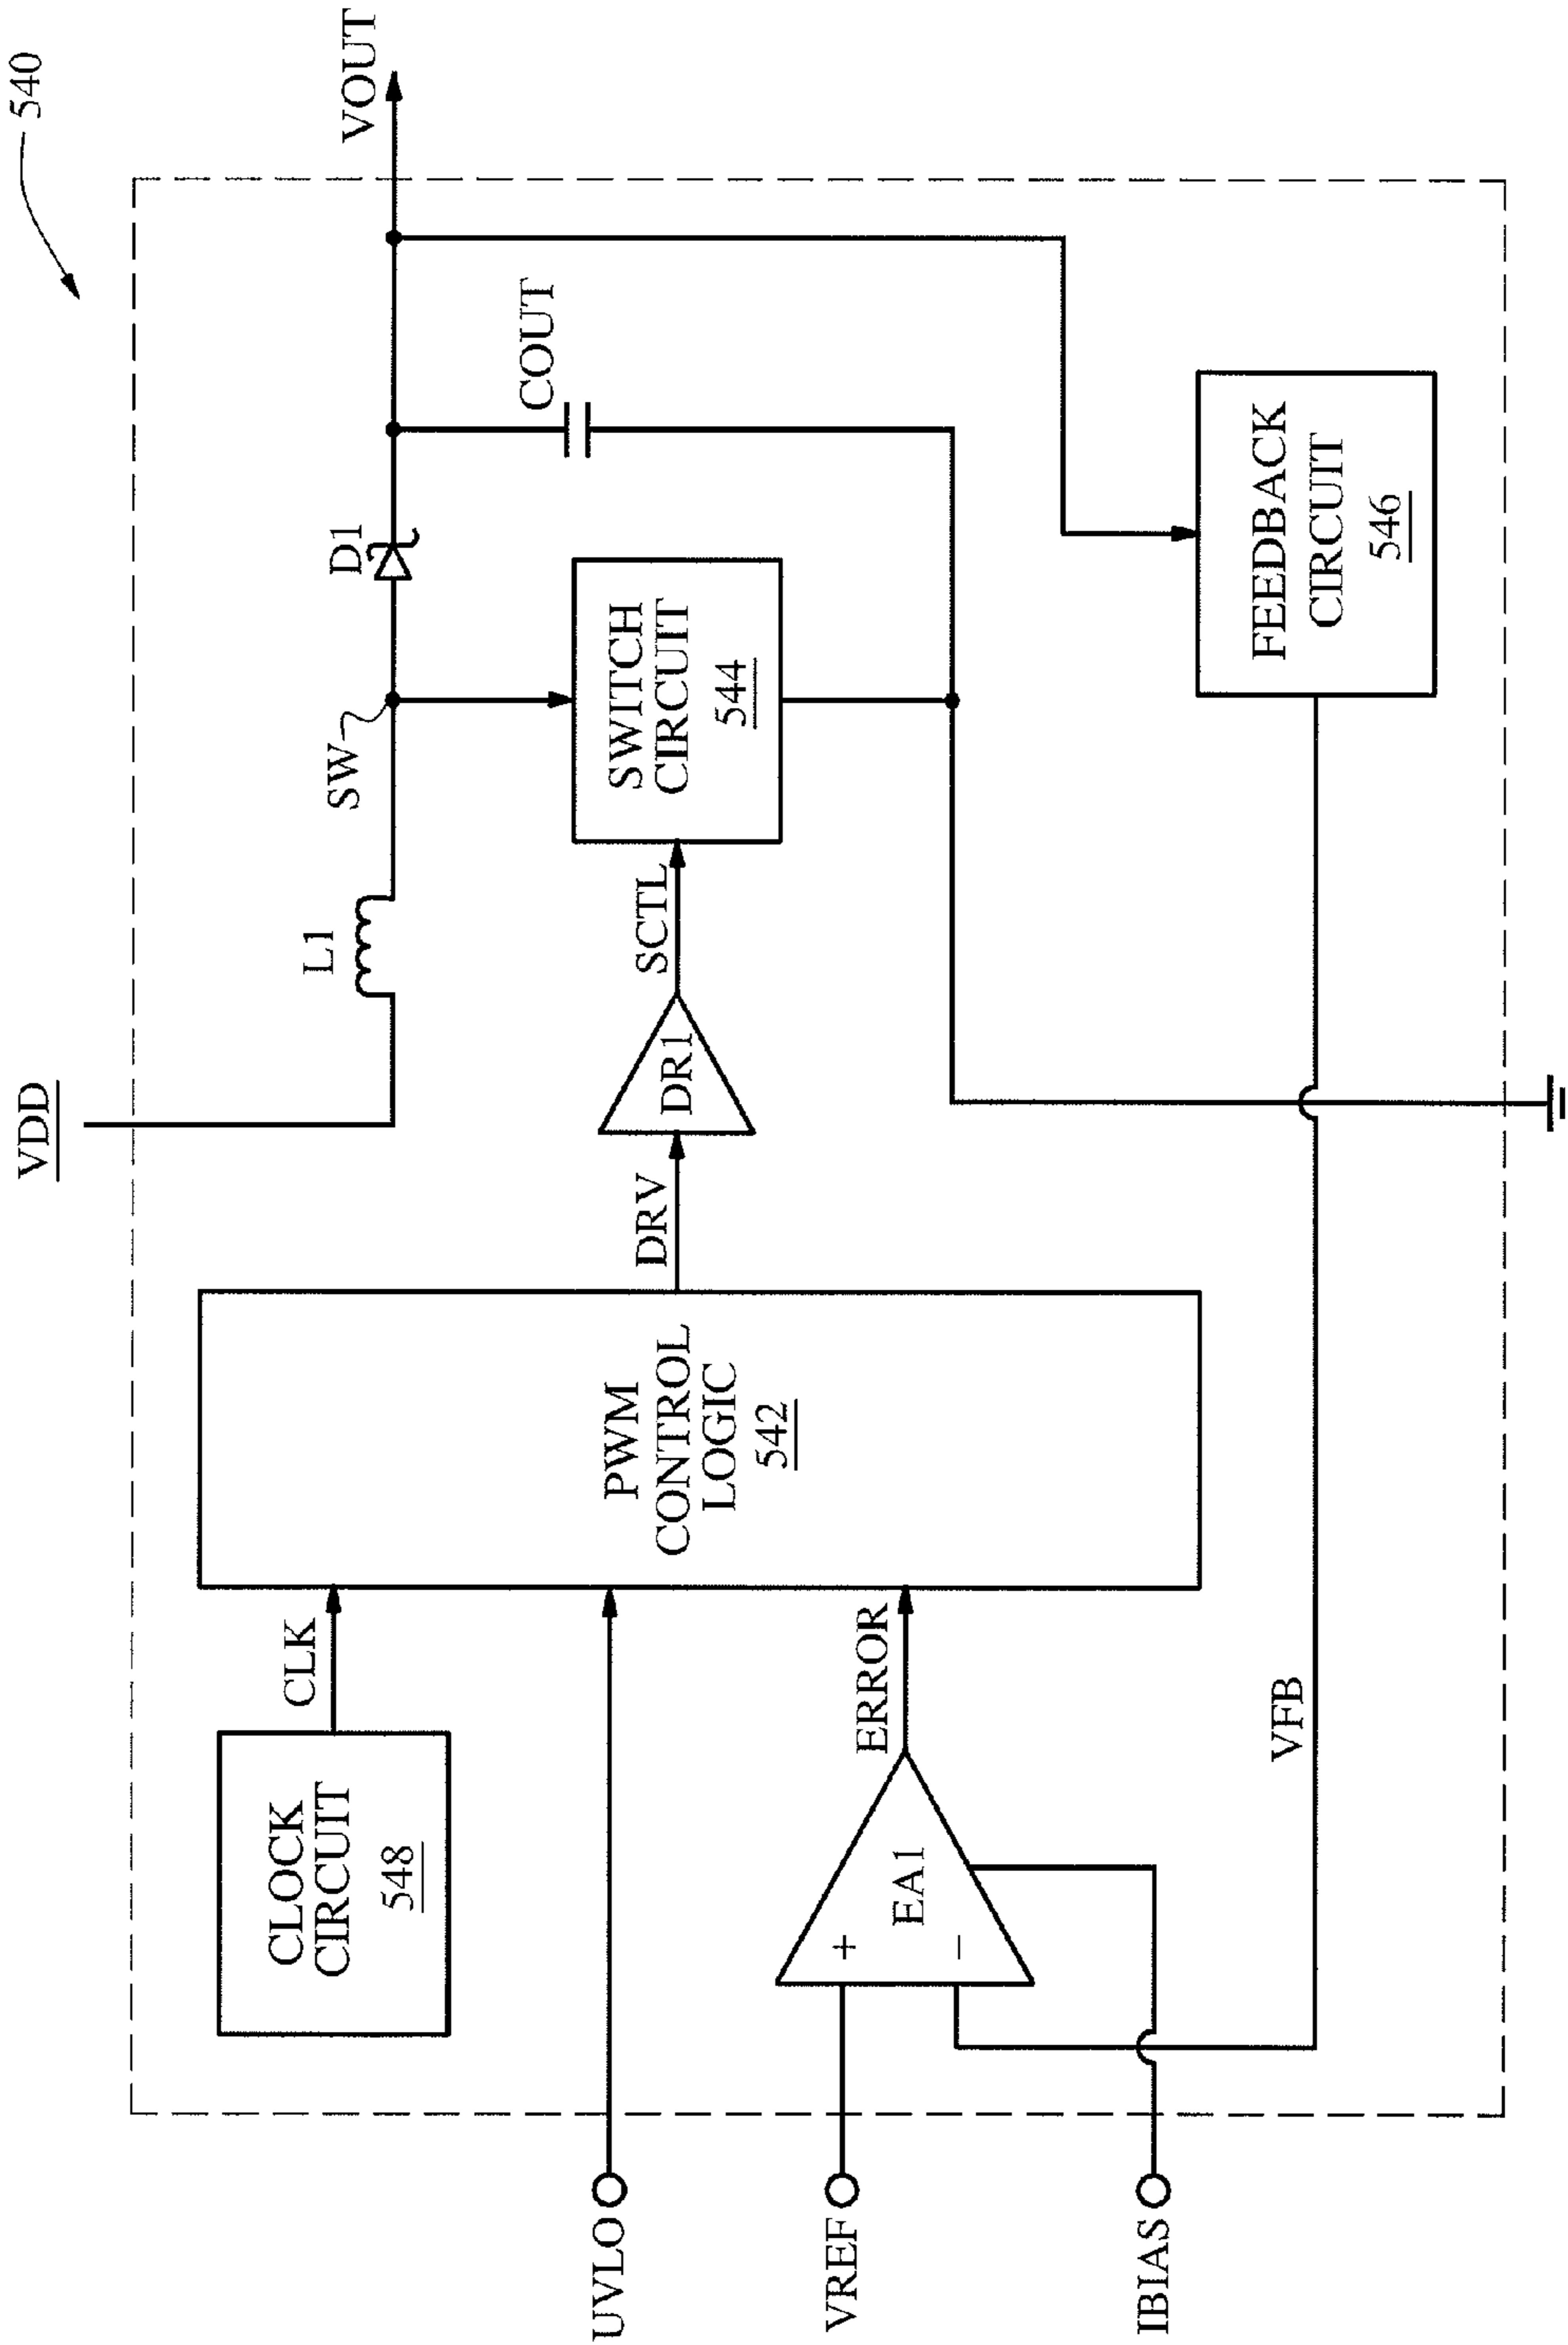 540
VDD
VOUT
L1
SW
D1
COUT
CLOCK
CIRCUIT
548
CLK
PWM
CONTROL
LOGIC
542
DRV
DR1
SCTL
SWITCH
CIRCUIT
544
UVLO
VREF
+
−
EA1
ERROR
IBIAS
VFB
FEEDBACK
CIRCUIT
546